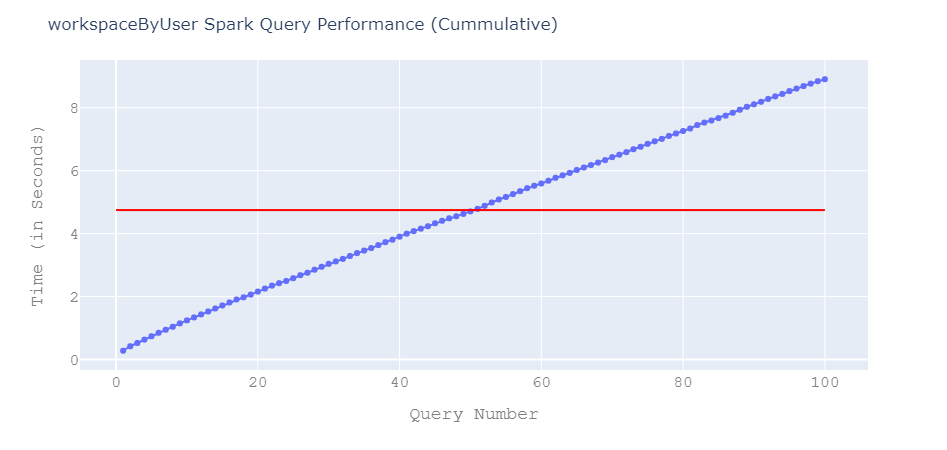 workspaceByUser Spark Query Performance (Cummulative)
8
6
4
2
0
Time (in Seconds)
0 20 40 60 80 100
Query Number